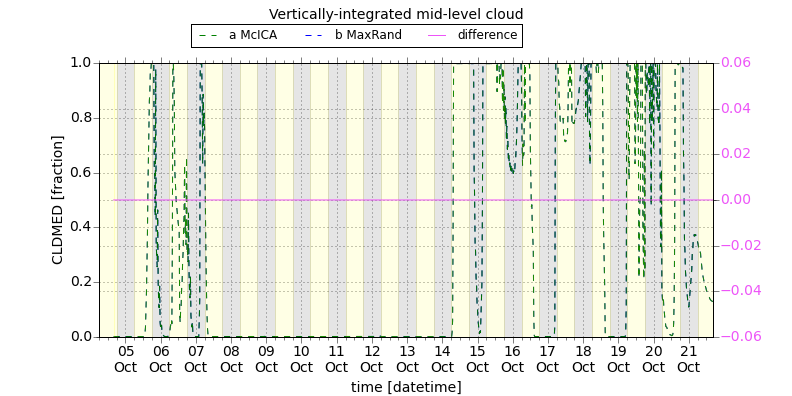 Vertically-integrated mid-level cloud
a McICA b MaxRand difference
CLDMED [fraction]
1.0
0.8
0.6
0.4
0.2
0.0
0.06
0.04
0.02
0.00
−0.02
−0.04
−0.06
05 06 07 08 09 10 11 12 13 14 15 16 17 18 19 20 21
Oct Oct Oct Oct Oct Oct Oct Oct Oct Oct Oct Oct Oct Oct Oct Oct Oct
time [datetime]